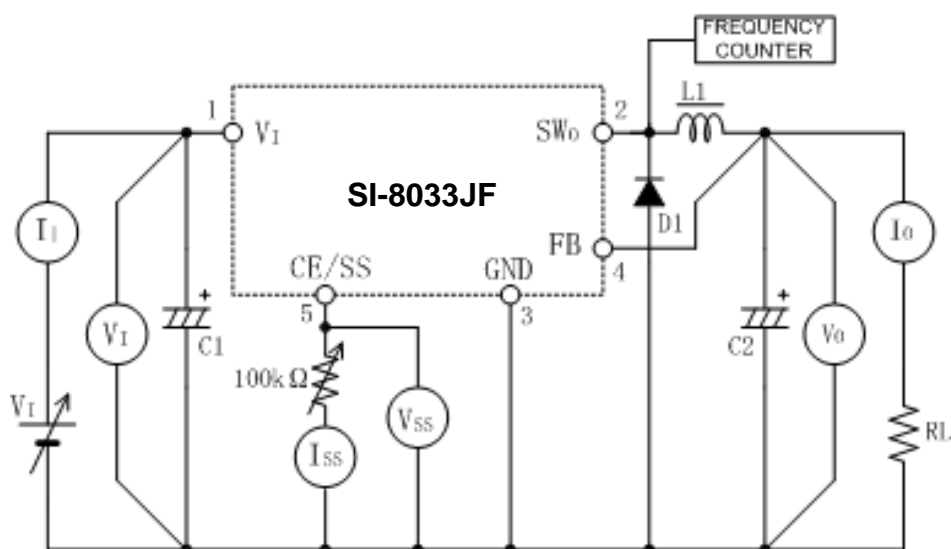 FREQUENCY
COUNTER
L1
1
2
VI
SWO
SI-8033JF
D1
II
IO
FB
CE/SS
GND
4
5
3
+
+
VI
C1
C2
VO
100kΩ
VI
VSS
RL
ISS